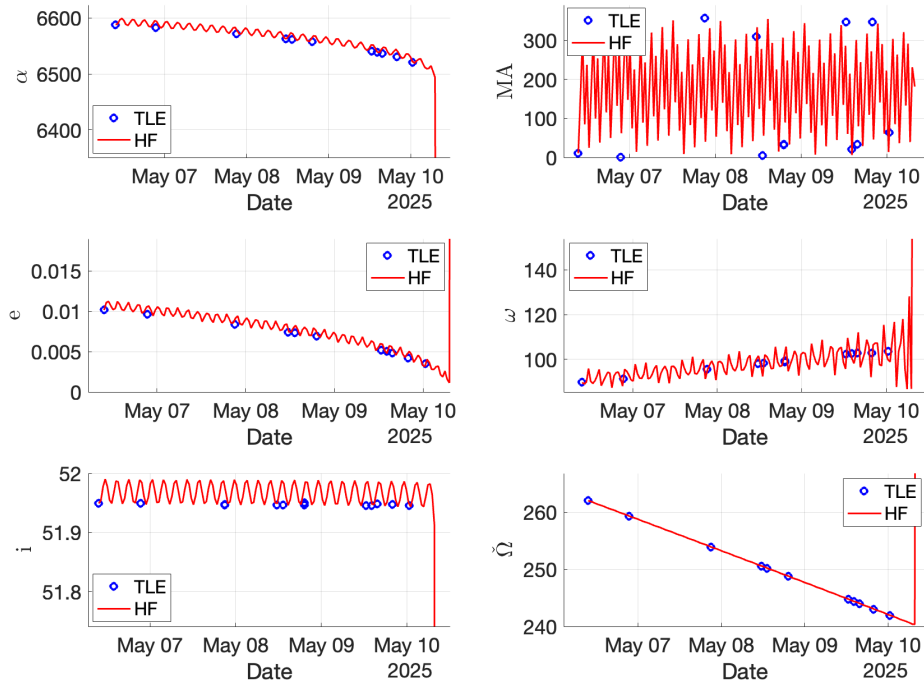 6600
6500
6400
α
TLE
HF
May 07
May 08
May 09
May 10
Date
2025
300
200
100
0
MA
TLE
HF
May 07
May 08
May 09
May 10
Date
2025
0.015
0.01
0.005
0
e
TLE
HF
May 07
May 08
May 09
May 10
Date
2025
140
120
100
ω
TLE
HF
May 07
May 08
May 09
May 10
Date
2025
52
51.9
51.8
i
TLE
HF
May 07
May 08
May 09
May 10
Date
2025
260
250
240
Ω̌
TLE
HF
May 07
May 08
May 09
May 10
Date
2025